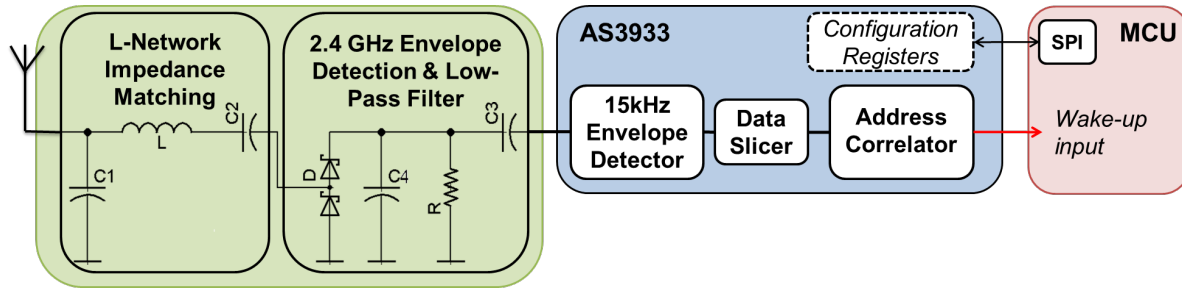 L-Network
Impedance
Matching
C1
L
C2
2.4 GHz Envelope
Detection & Low-
Pass Filter
D
C4
R
C3
AS3933
Configuration
Registers
15kHz
Envelope
Detector
Data
Slicer
Address
Correlator
MCU
SPI
Wake-up
input